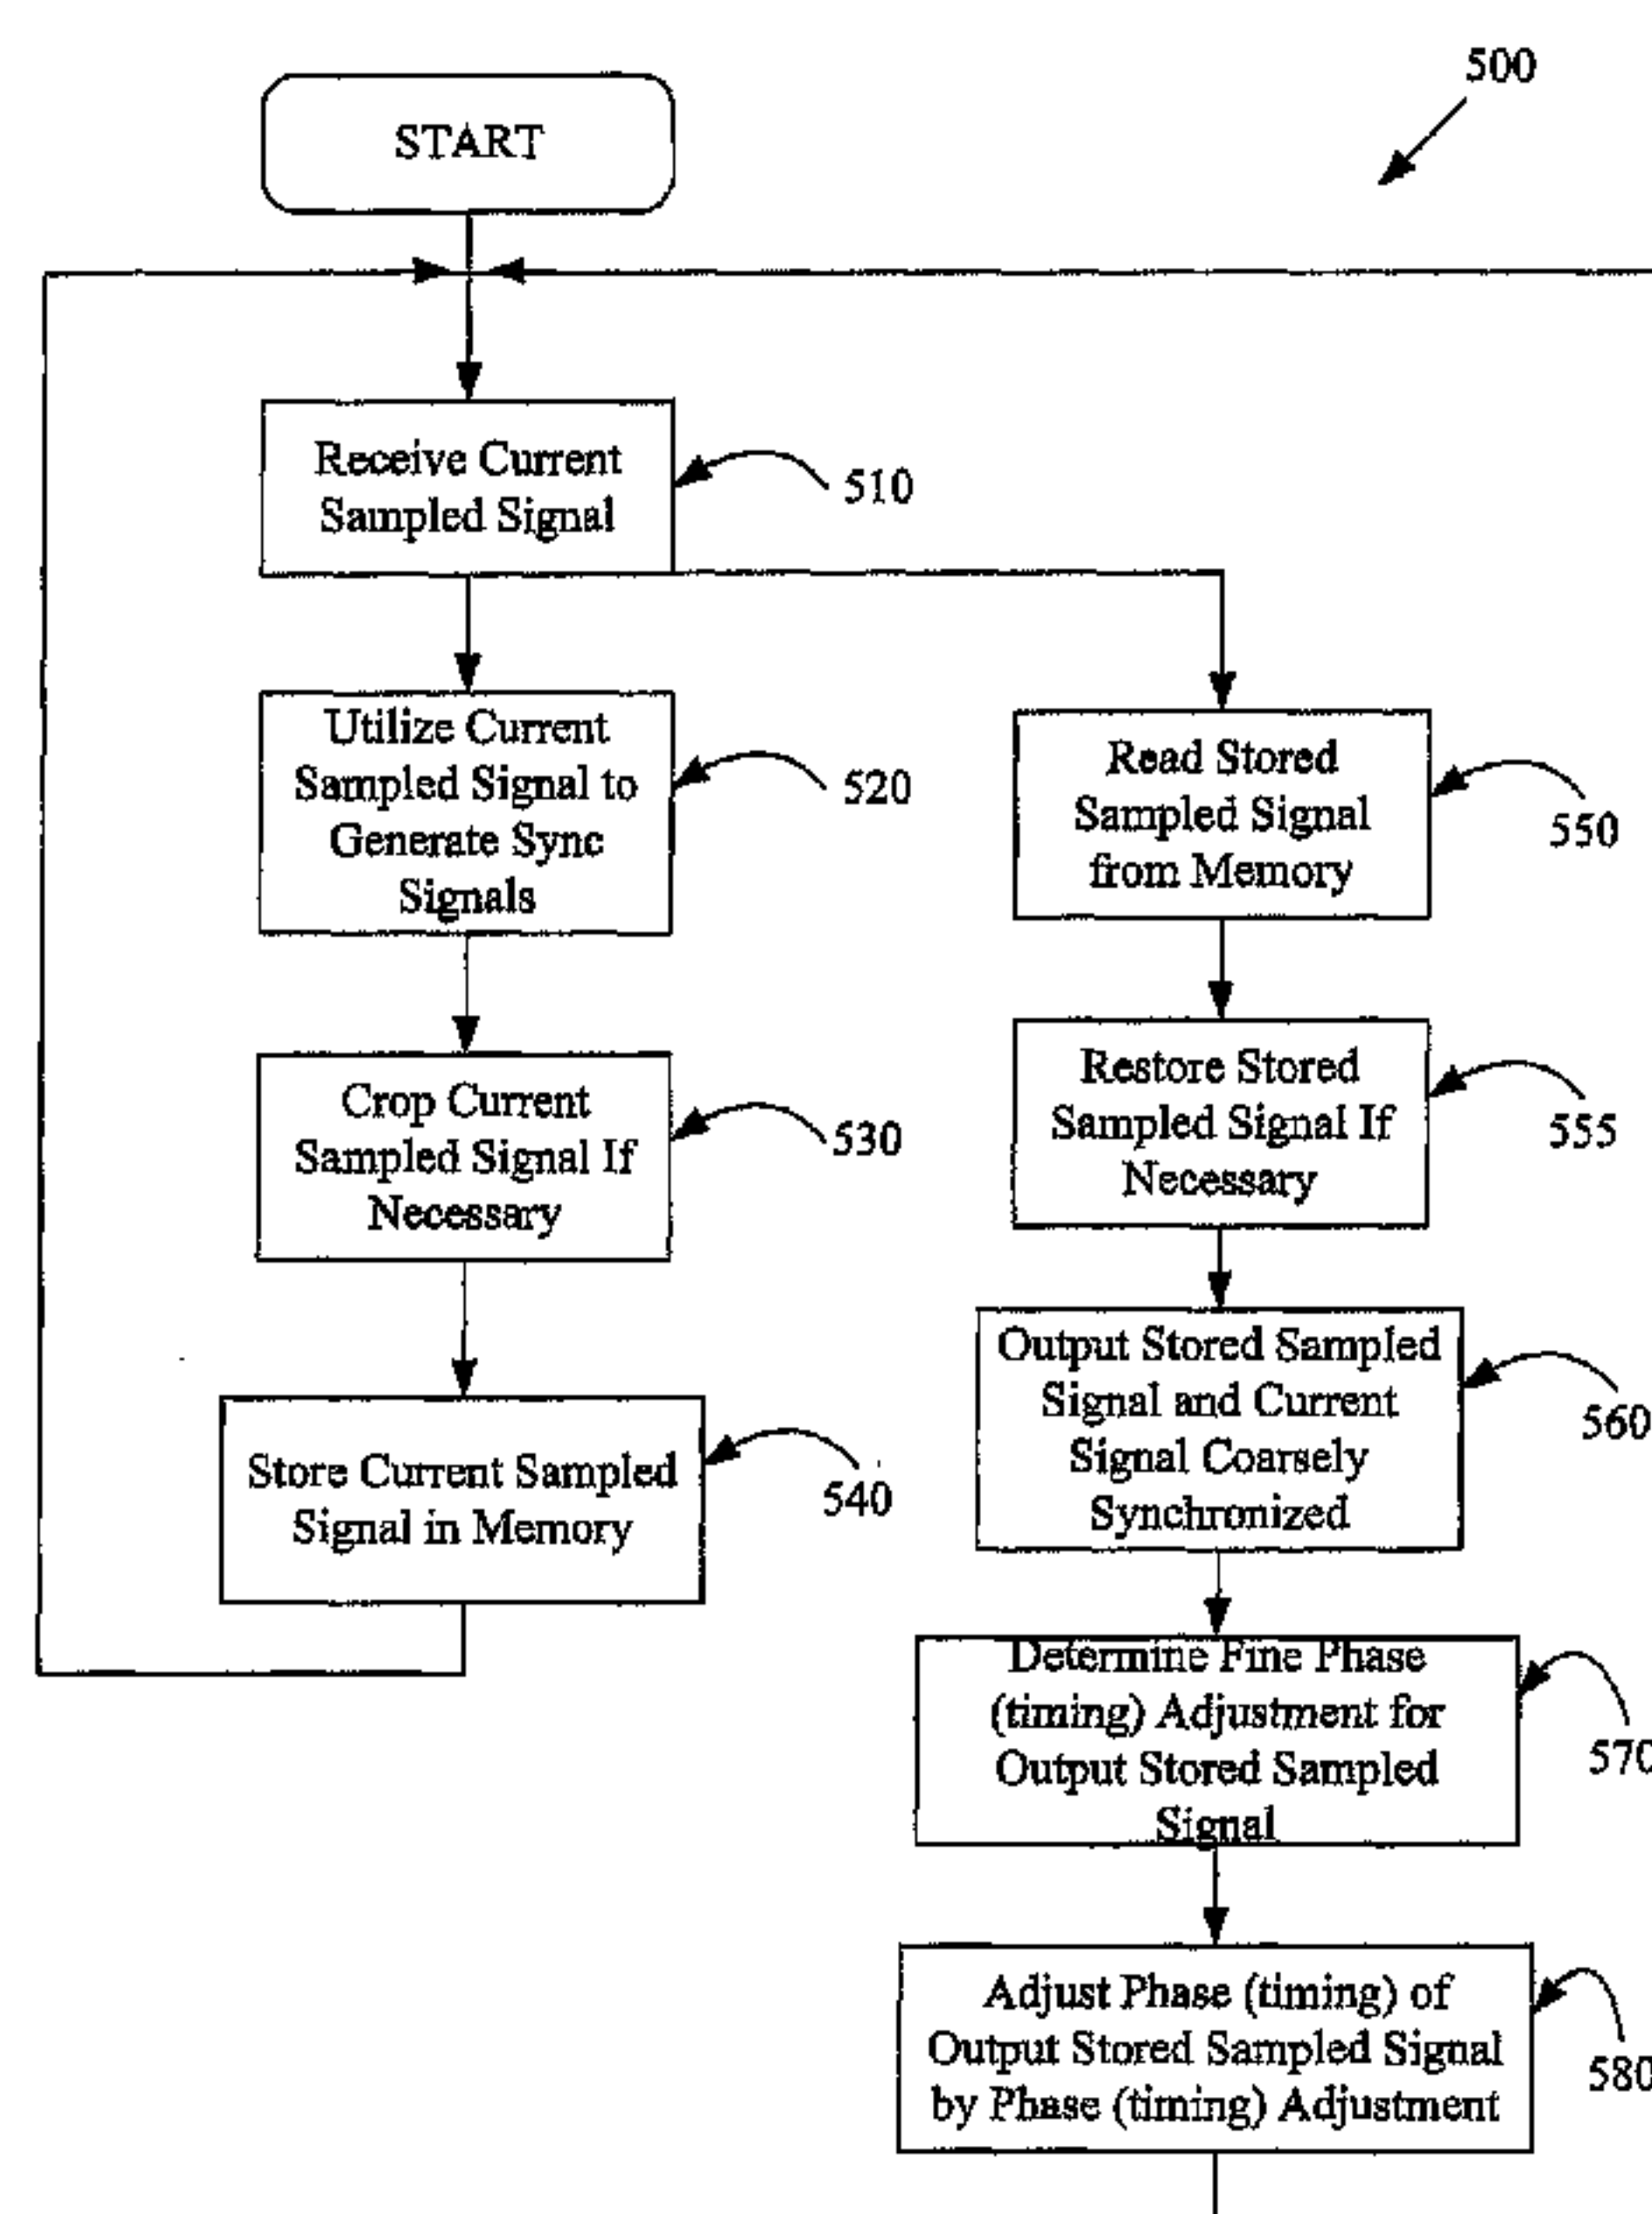 500
START
Receive Current
Sampled Signal
510
Utilize Current
Sampled Signal to
Generate Sync
Signals
520
Crop Current
Sampled Signal If
Necessary
530
Store Current Sampled
Signal in Memory
540
Read Stored
Sampled Signal
from Memory
550
Restore Stored
Sampled Signal If
Necessary
555
Output Stored Sampled
Signal and Current
Signal Coarsely
Synchronized
560
Determine Fine Phase
(timing) Adjustment for
Output Stored Sampled
Signal
570
Adjust Phase (timing) of
Output Stored Sampled Signal
by Phase (timing) Adjustment
580